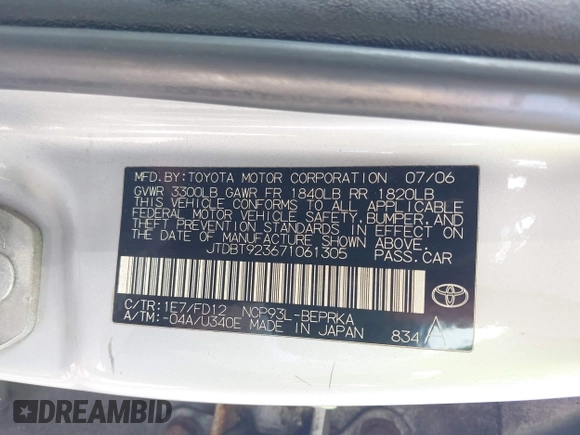 MFD.BY:TOYOTA MOTOR CORPORATION 07/06
GVWR 3300LB GAWR FR 1840LB RR 1820LB
THIS VEHICLE CONFORMS TO ALL APPLICABLE
FEDERAL MOTOR VEHICLE SAFETY, BUMPER, AND
THEFT PREVENTION STANDARDS IN EFFECT ON
THE DATE OF MANUFACTURE SHOWN ABOVE.
JTDBT923671061305 PASS.CAR
C/TR:1E7/FD12 NCP93L-BEPRKA
A/TM:-04A/U340E MADE IN JAPAN 834 A
DREAMBID